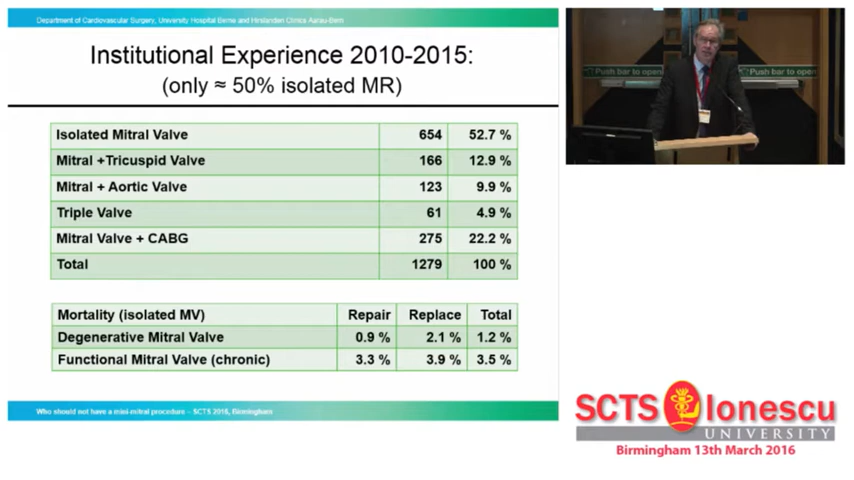 Department of Cardiovascular Surgery, University Hospital Berne and Hirslanden Clinics Aarau-Bern
Institutional Experience 2010-2015:
(only ≈ 50% isolated MR)
Isolated Mitral Valve 654 52.7 %
Mitral +Tricuspid Valve 166 12.9 %
Mitral + Aortic Valve 123 9.9 %
Triple Valve 61 4.9 %
Mitral Valve + CABG 275 22.2 %
Total 1279 100 %
Mortality (isolated MV) Repair Replace Total
Degenerative Mitral Valve 0.9 % 2.1 % 1.2 %
Functional Mitral Valve (chronic) 3.3 % 3.9 % 3.5 %
Who should not have a mini-mitral procedure – SCTS 2016, Birmingham
Push bar to open
Push bar to open
SCTS Ionescu
UNIVERSITY
Birmingham 13th March 2016